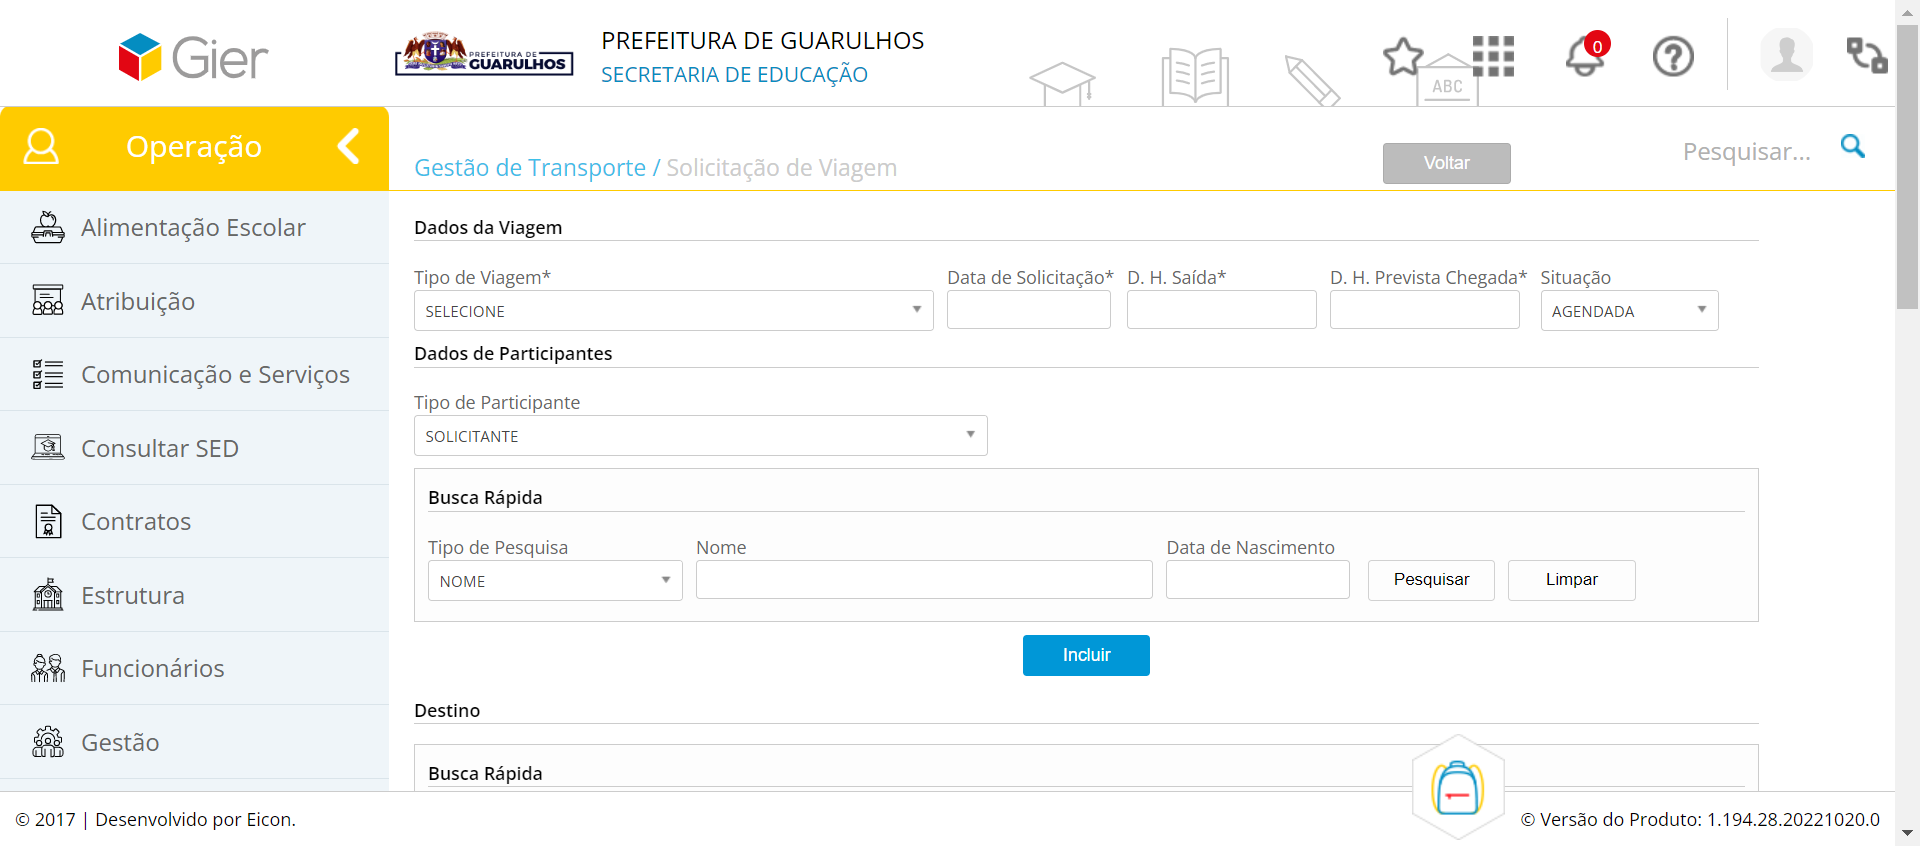 Gier
PREFEITURA DE
GUARULHOS
PREFEITURA DE GUARULHOS
SECRETARIA DE EDUCAÇÃO
ABC
0
Operação
Gestão de Transporte / Solicitação de Viagem
Voltar
Pesquisar...
Alimentação Escolar
Atribuição
Comunicação e Serviços
Consultar SED
Contratos
Estrutura
Funcionários
Gestão
Dados da Viagem
Tipo de Viagem* Data de Solicitação* D. H. Saída* D. H. Prevista Chegada* Situação
SELECIONE AGENDADA
Dados de Participantes
Tipo de Participante
SOLICITANTE
Busca Rápida
Tipo de Pesquisa Nome Data de Nascimento
NOME Pesquisar Limpar
Incluir
Destino
Busca Rápida
© 2017 | Desenvolvido por Eicon.
© Versão do Produto: 1.194.28.20221020.0